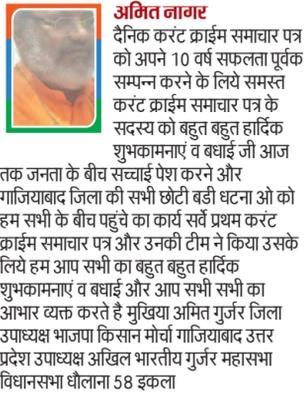 अमित नागर
दैनिक करंट क्राईम समाचार पत्र
को अपने 10 वर्ष सफलता पूर्वक
सम्पन्न करने के लिये समस्त
करंट क्राईम समाचार पत्र के
सदस्य को बहुत बहुत हार्दिक
शुभकामनाएं व बधाई जी आज
तक जनता के बीच सच्चाई पेश करने और
गाजियाबाद जिला की सभी छोटी बडी धटना ओ को
हम सभी के बीच पहुंचे का कार्य सर्वे प्रथम करंट
क्राईम समाचार पत्र और उनकी टीम ने किया उसके
लिये हम आप सभी का बहुत बहुत हार्दिक
शुभकामनाएं व बधाई और आप सभी सभी का
आभार व्यक्त करते है मुखिया अमित गुर्जर जिला
उपाध्यक्ष भाजपा किसान मोर्चा गाजियाबाद उत्तर
प्रदेश उपाध्यक्ष अखिल भारतीय गुर्जर महासभा
विधानसभा धौलाना 58 इकला